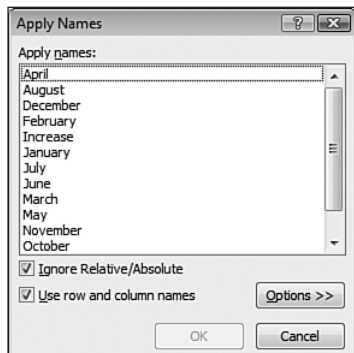 Apply Names
Apply names:
April
August
December
February
Increase
January
July
June
March
May
November
October
Ignore Relative/Absolute
Use row and column names
Options >>
OK
Cancel